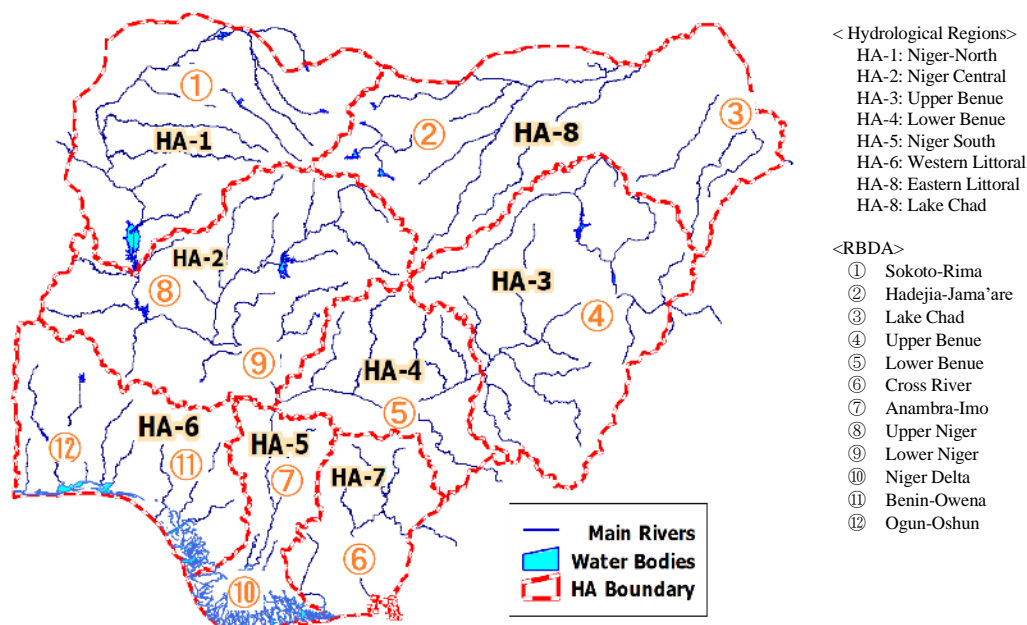 ①
②
③
HA-1
HA-8
HA-2
HA-3
⑧
④
⑨
HA-4
⑤
HA-6
HA-5
⑫
⑪
⑦
HA-7
⑥
⑩
Main Rivers
Water Bodies
HA Boundary
< Hydrological Regions>
HA-1: Niger-North
HA-2: Niger Central
HA-3: Upper Benue
HA-4: Lower Benue
HA-5: Niger South
HA-6: Western Littoral
HA-8: Eastern Littoral
HA-8: Lake Chad
<RBDA>
① Sokoto-Rima
② Hadejia-Jama’are
③ Lake Chad
④ Upper Benue
⑤ Lower Benue
⑥ Cross River
⑦ Anambra-Imo
⑧ Upper Niger
⑨ Lower Niger
⑩ Niger Delta
⑪ Benin-Owena
⑫ Ogun-Oshun